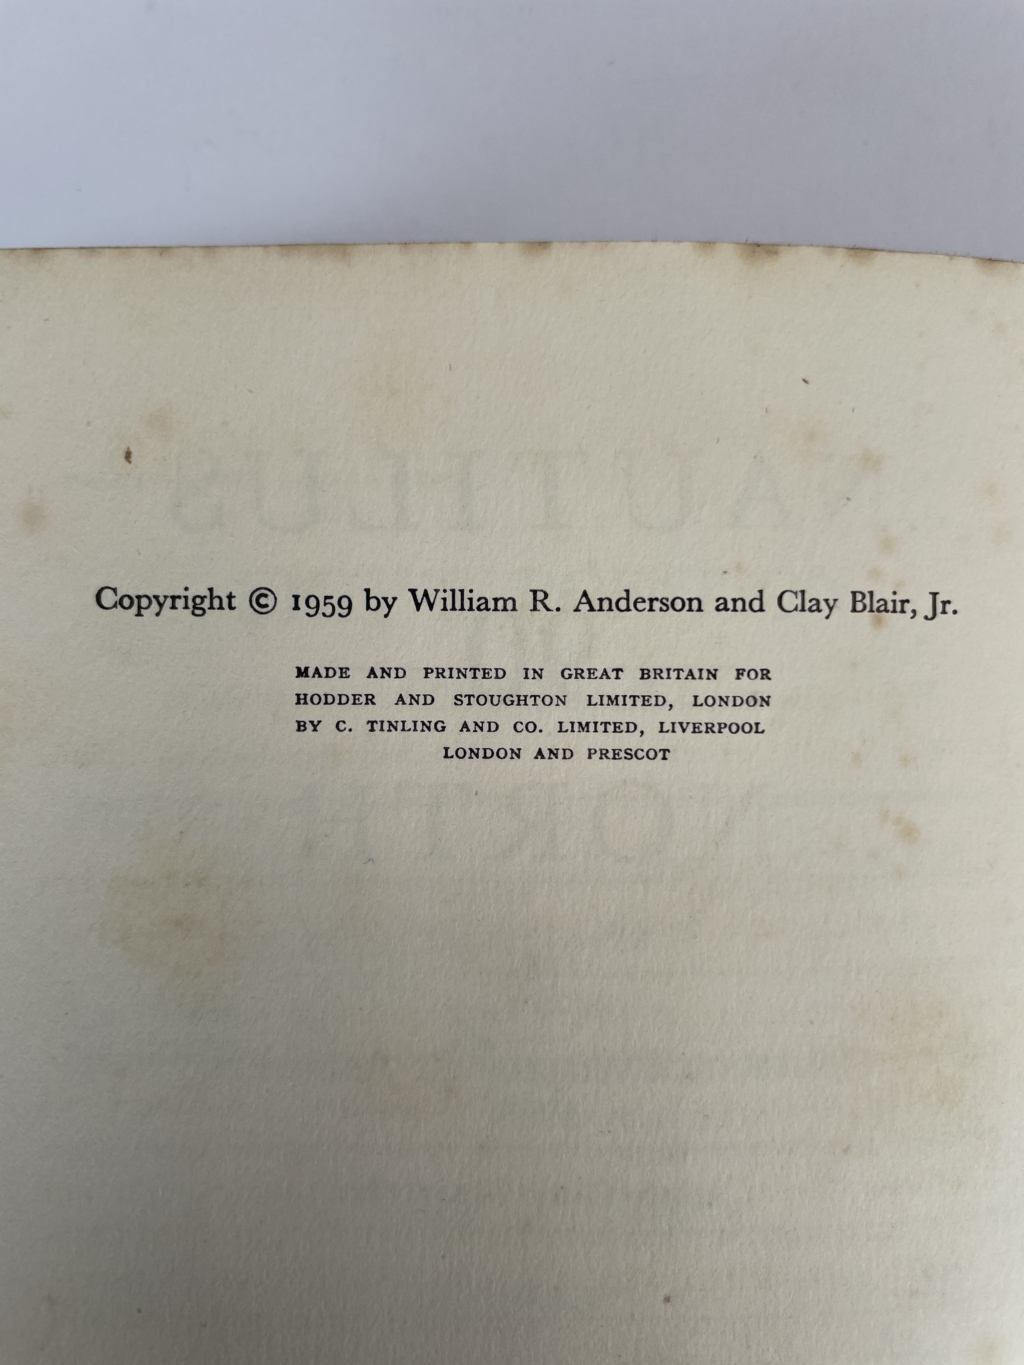 Copyright © 1959 by William R. Anderson and Clay Blair, Jr.
MADE AND PRINTED IN GREAT BRITAIN FOR
HODDER AND STOUGHTON LIMITED, LONDON
BY C. TINLING AND CO. LIMITED, LIVERPOOL
LONDON AND PRESCOT